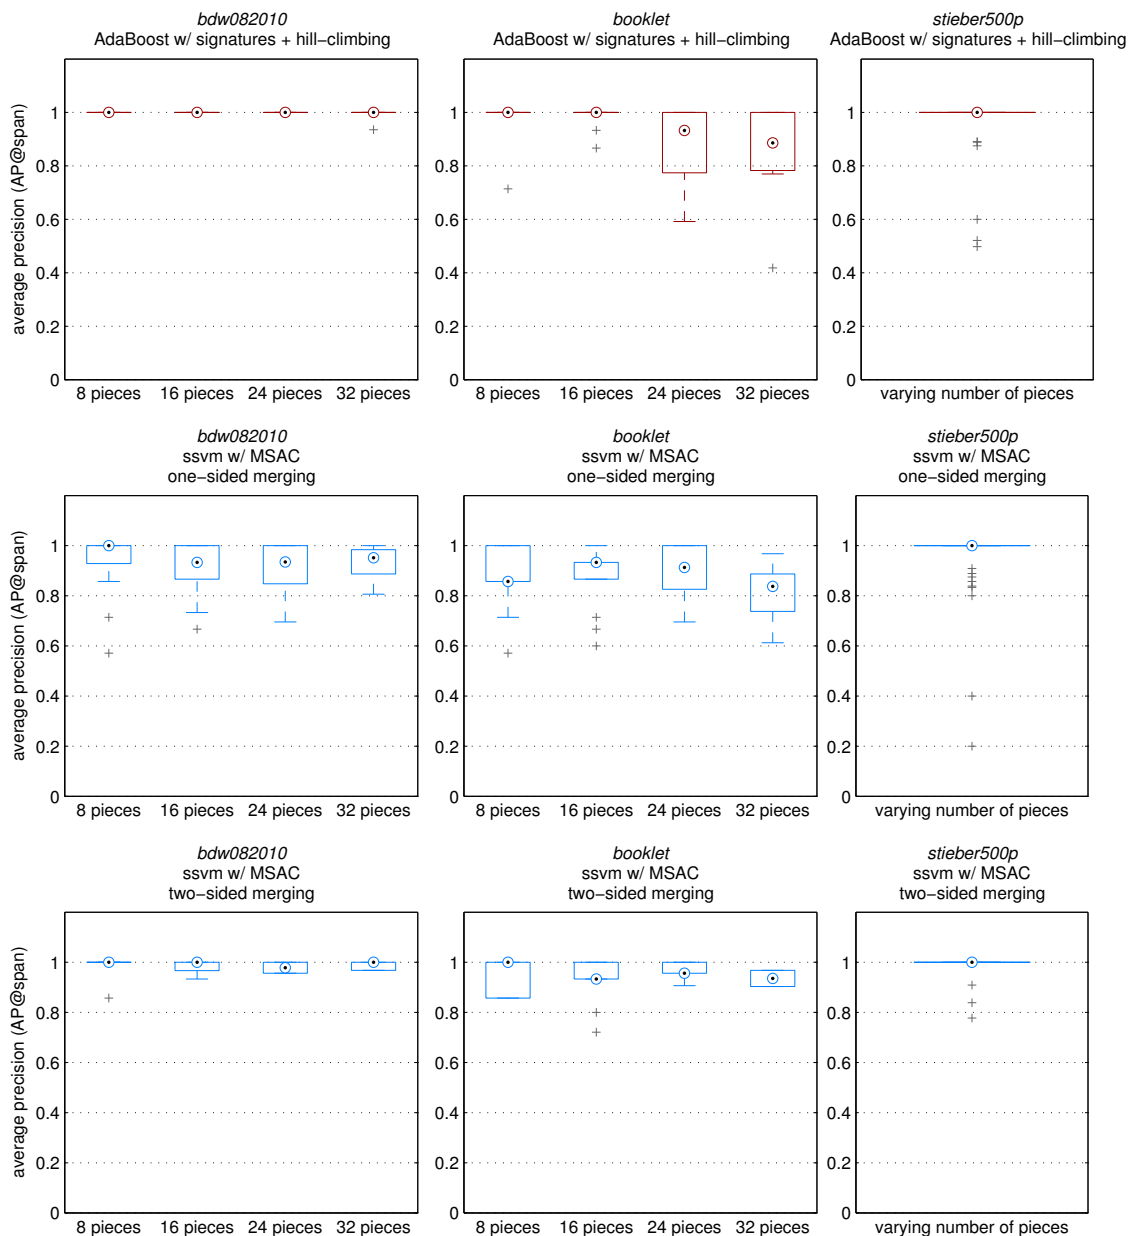 bdw082010
AdaBoost w/ signatures + hill−climbing
booklet
AdaBoost w/ signatures + hill−climbing
stieber500p
AdaBoost w/ signatures + hill−climbing
average precision (AP@span)
1
0.8
0.6
0.4
0.2
0
8 pieces
16 pieces
24 pieces
32 pieces
1
0.8
0.6
0.4
0.2
0
8 pieces
16 pieces
24 pieces
32 pieces
1
0.8
0.6
0.4
0.2
0
varying number of pieces
bdw082010
ssvm w/ MSAC
one−sided merging
booklet
ssvm w/ MSAC
one−sided merging
stieber500p
ssvm w/ MSAC
one−sided merging
average precision (AP@span)
1
0.8
0.6
0.4
0.2
0
8 pieces
16 pieces
24 pieces
32 pieces
1
0.8
0.6
0.4
0.2
0
8 pieces
16 pieces
24 pieces
32 pieces
1
0.8
0.6
0.4
0.2
0
varying number of pieces
bdw082010
ssvm w/ MSAC
two−sided merging
booklet
ssvm w/ MSAC
two−sided merging
stieber500p
ssvm w/ MSAC
two−sided merging
average precision (AP@span)
1
0.8
0.6
0.4
0.2
0
8 pieces
16 pieces
24 pieces
32 pieces
1
0.8
0.6
0.4
0.2
0
8 pieces
16 pieces
24 pieces
32 pieces
1
0.8
0.6
0.4
0.2
0
varying number of pieces